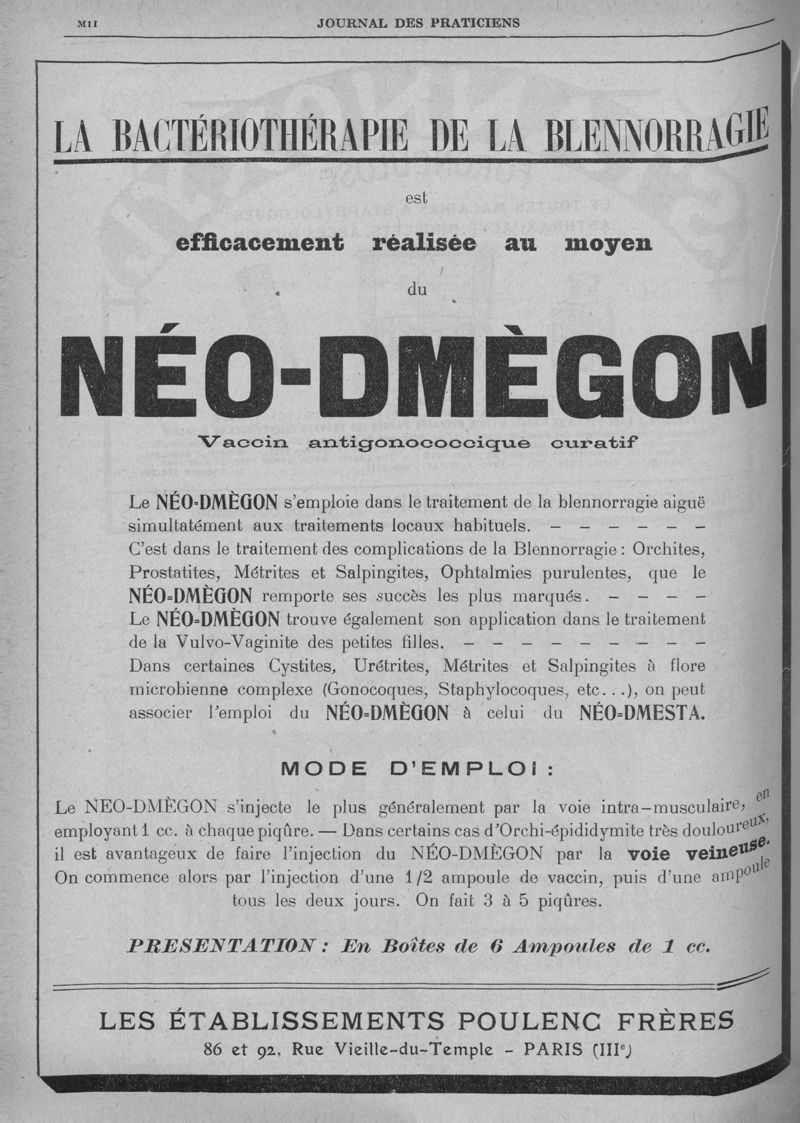 MII
JOURNAL DES PRATICIENS
LA BACTÉRIOTHÉRAPIE DE LA BLENNORRAGIE
est
efficacement réalisée au moyen
du
NÉO-DMÈGON
Vaccin antigonococcique curatif
Le NÉO-DMÈGON s'emploie dans le traitement de la blennorragie aiguë
simultatément aux traitements locaux habituels. — — — — — —
C'est dans le traitement des complications de la Blennorragie : Orchites,
Prostatites, Métrites et Salpingites, Ophtalmies purulentes, que le
NÉO-DMÈGON remporte ses succès les plus marqués. — — — —
Le NÉO-DMÈGON trouve également son application dans le traitement
de la Vulvo-Vaginite des petites filles. — — — — — — — — —
Dans certaines Cystites, Urétrites, Métrites et Salpingites à flore
microbienne complexe (Gonocoques, Staphylocoques, etc...), on peut
associer l'emploi du NÉO-DMÈGON à celui du NÉO-DMESTA.
MODE D'EMPLOI :
Le NEO-DMÈGON s'injecte le plus généralement par la voie intra-musculaire, en
employant 1 cc. à chaque piqûre. — Dans certains cas d'Orchi-épididymite très douloureux,
il est avantageux de faire l'injection du NÉO-DMÈGON par la voie veineuse.
On commence alors par l'injection d'une 1/2 ampoule de vaccin, puis d'une ampoule
tous les deux jours. On fait 3 à 5 piqûres.
PRESENTATION : En Boîtes de 6 Ampoules de 1 cc.
LES ÉTABLISSEMENTS POULENC FRÈRES
86 et 92, Rue Vieille-du-Temple - PARIS (IIIe)